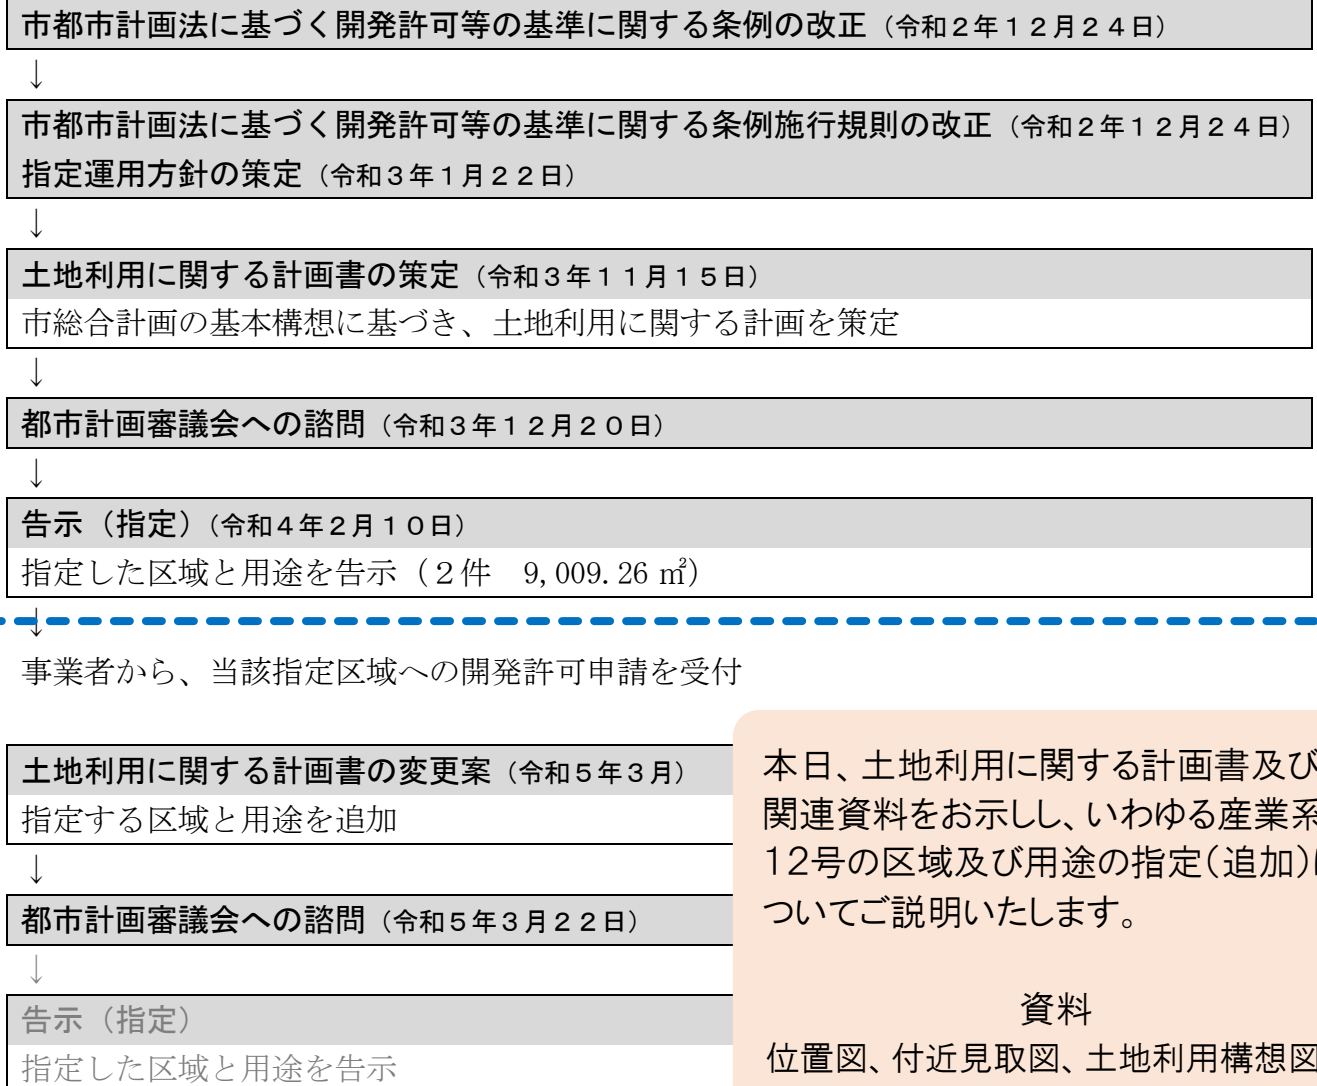 市都市計画法に基づく開発許可等の基準に関する条例の改正（令和２年１２月２４日）
↓
市都市計画法に基づく開発許可等の基準に関する条例施行規則の改正（令和２年１２月２４日）
指定運用方針の策定（令和３年１月２２日）
↓
土地利用に関する計画書の策定（令和３年１１月１５日）
市総合計画の基本構想に基づき、土地利用に関する計画を策定
↓
都市計画審議会への諮問（令和３年１２月２０日）
↓
告示（指定）（令和４年２月１０日）
指定した区域と用途を告示（２件　9,009.26 ㎡）
↓
事業者から、当該指定区域への開発許可申請を受付
土地利用に関する計画書の変更案（令和５年３月）
指定する区域と用途を追加
↓
都市計画審議会への諮問（令和５年３月２２日）
↓
告示（指定）
指定した区域と用途を告示
本日、土地利用に関する計画書及び
関連資料をお示しし、いわゆる産業系
12号の区域及び用途の指定（追加）に
ついてご説明いたします。
資料
位置図、付近見取図、土地利用構想図